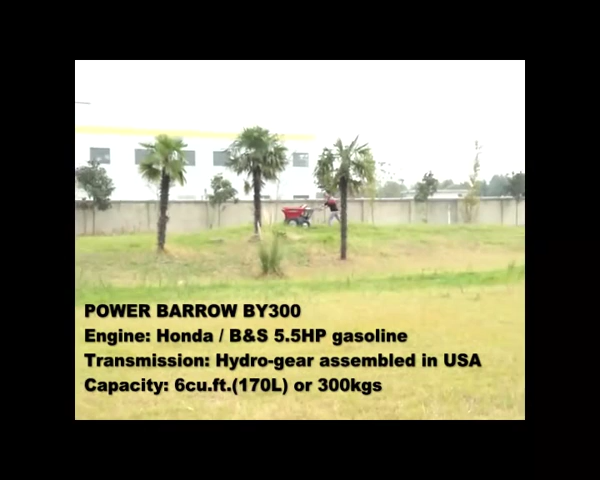 POWER BARROW BY300
Engine: Honda / B&S 5.5HP gasoline
Transmission: Hydro-gear assembled in USA
Capacity: 6cu.ft.(170L) or 300kgs